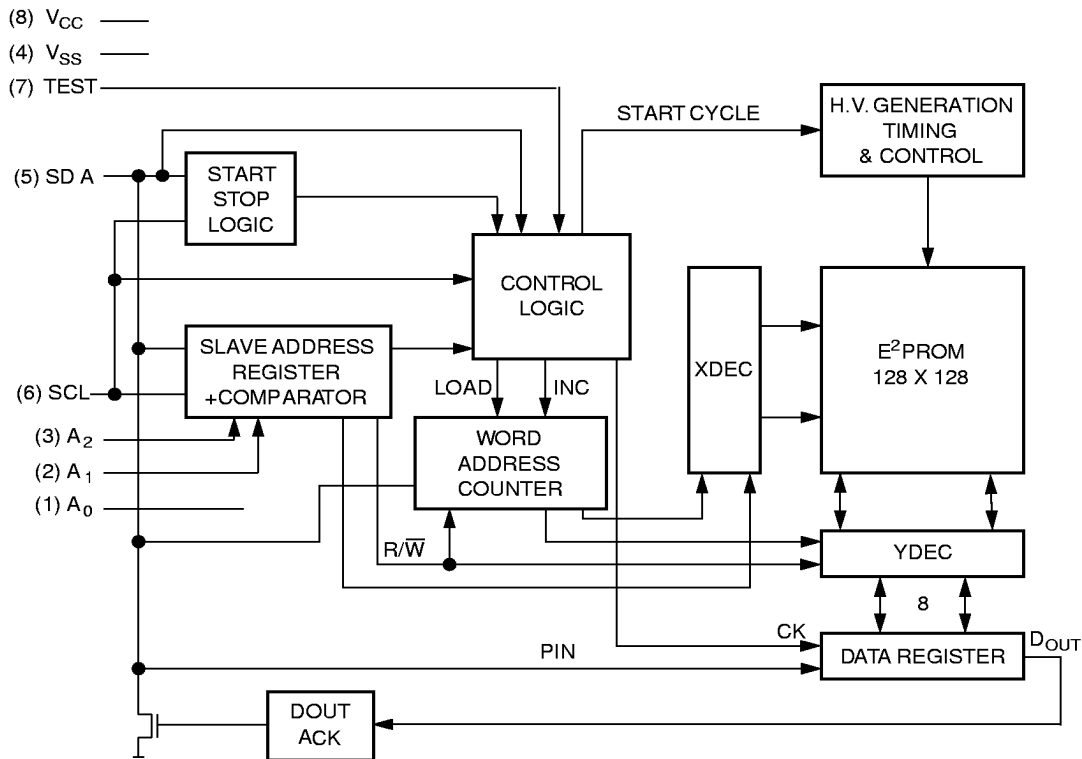 (8) VCC
(4) VSS
(7) TEST
START CYCLE
H.V. GENERATION
TIMING
& CONTROL
(5) SD A
START
STOP
LOGIC
CONTROL
LOGIC
XDEC
E²PROM
128 X 128
SLAVE ADDRESS
REGISTER
+COMPARATOR
(6) SCL
LOAD
INC
(3) A2
(2) A1
(1) A0
WORD
ADDRESS
COUNTER
R/W̅
YDEC
8
CK
DOUT
PIN
DATA REGISTER
DOUT
ACK